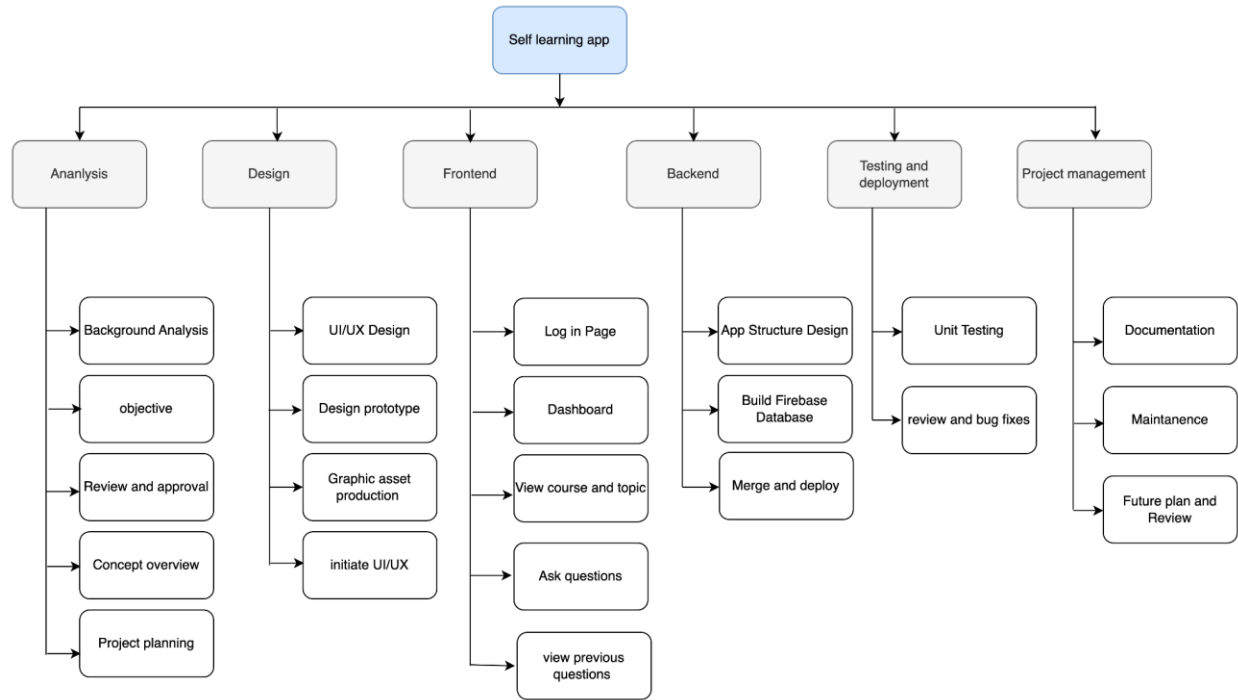 Self learning app
Ananlysis
Design
Frontend
Backend
Testing and
deployment
Project management
Background Analysis
objective
Review and approval
Concept overview
Project planning
UI/UX Design
Design prototype
Graphic asset
production
initiate UI/UX
Log in Page
Dashboard
View course and topic
Ask questions
view previous
questions
App Structure Design
Build Firebase
Database
Merge and deploy
Unit Testing
review and bug fixes
Documentation
Maintanence
Future plan and
Review